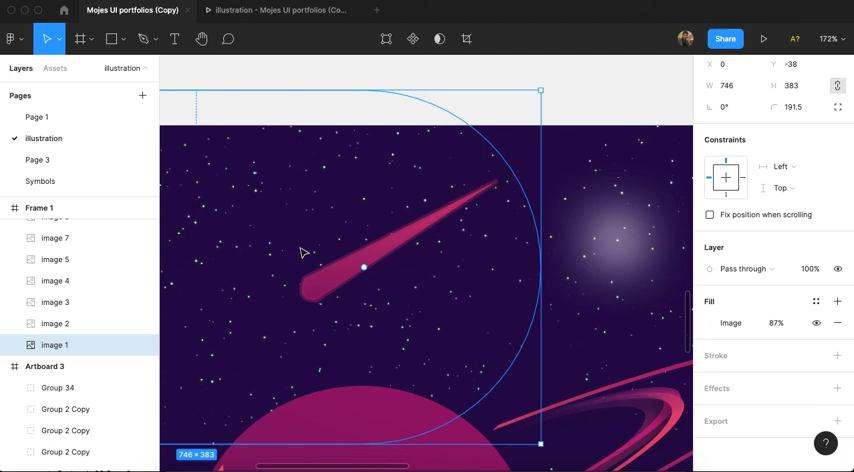 Mojes UI portfolios (Copy)
illustration - Mojes UI portfolios (Co...
Share
A?
172%
Layers
Assets
illustration
Pages
Page 1
illustration
Page 3
Symbols
Frame 1
image 7
image 5
image 4
image 3
image 2
image 1
Artboard 3
Group 34
Group 2 Copy
Group 2 Copy
Group 2 Copy
746 × 383
X 0 Y -38
W 746 H 383
0° 191.5
Constraints
Left
Top
Fix position when scrolling
Layer
Pass through 100%
Fill
Image 87%
Stroke
Effects
Export
?